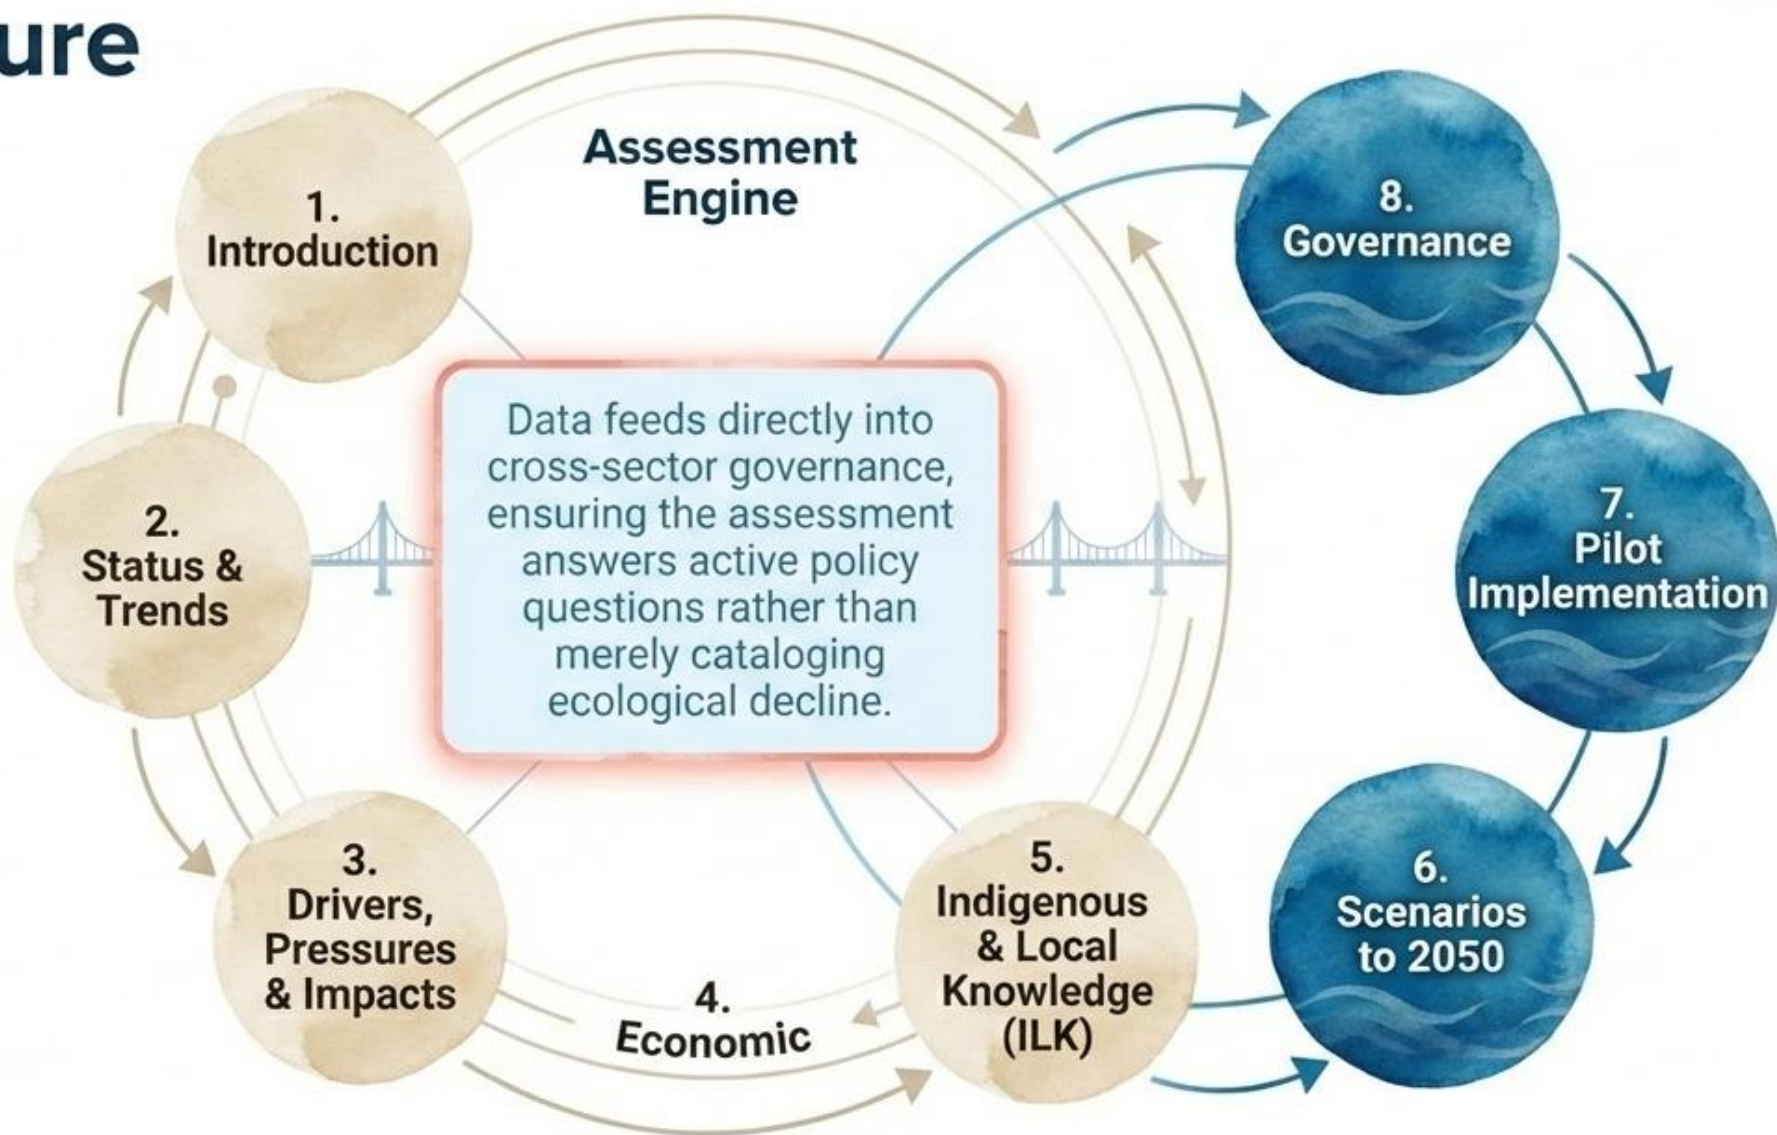 ure
Assessment
Engine
1.
Introduction
2.
Status &
Trends
3.
Drivers,
Pressures
& Impacts
4.
Economic
5.
Indigenous
& Local
Knowledge
(ILK)
6.
Scenarios
to 2050
7.
Pilot
Implementation
8.
Governance
Data feeds directly into
cross-sector governance,
ensuring the assessment
answers active policy
questions rather than
merely cataloging
ecological decline.